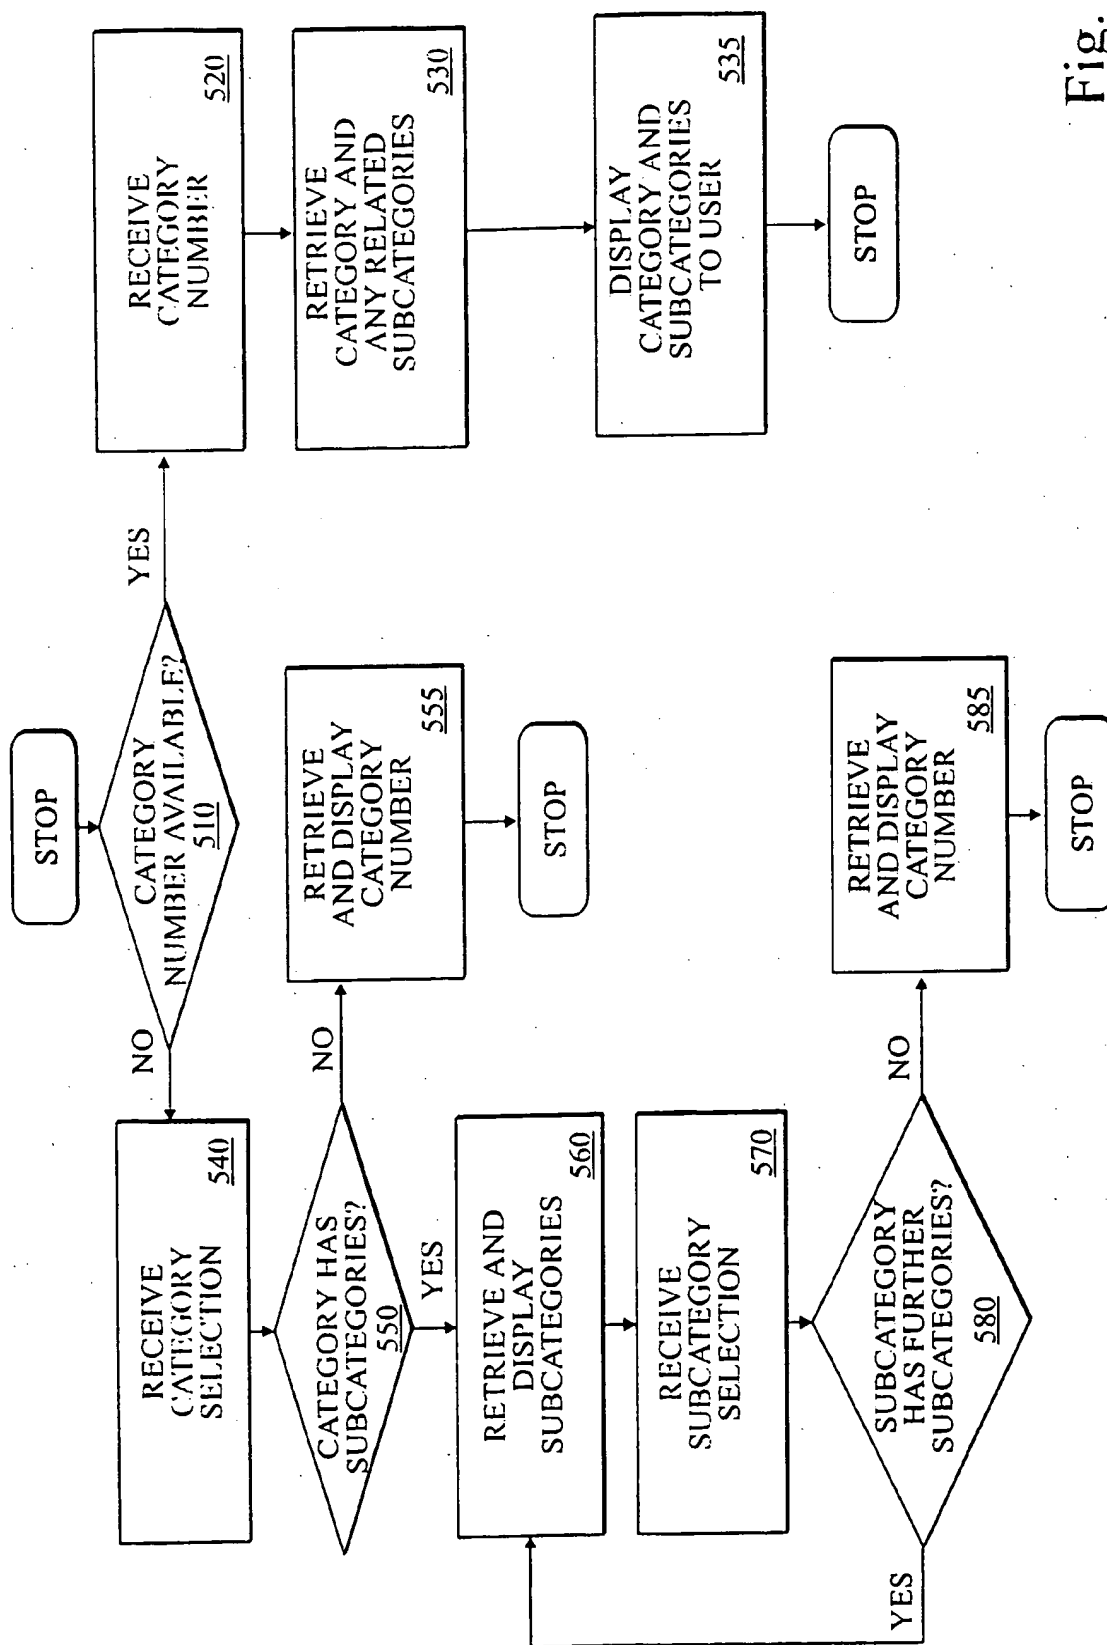 STOP
CATEGORY
NUMBER AVAILABLE?
510
YES
NO
RECEIVE
CATEGORY
NUMBER
520
RETRIEVE
CATEGORY AND
ANY RELATED
SUBCATEGORIES
530
DISPLAY
CATEGORY AND
SUBCATEGORIES
TO USER
535
STOP
RECEIVE
CATEGORY
SELECTION
540
CATEGORY HAS
SUBCATEGORIES?
550
NO
YES
RETRIEVE
AND DISPLAY
CATEGORY
NUMBER
555
STOP
RETRIEVE AND
DISPLAY
SUBCATEGORIES
560
RECEIVE
SUBCATEGORY
SELECTION
570
SUBCATEGORY
HAS FURTHER
SUBCATEGORIES?
580
NO
YES
RETRIEVE
AND DISPLAY
CATEGORY
NUMBER
585
STOP
Fig.